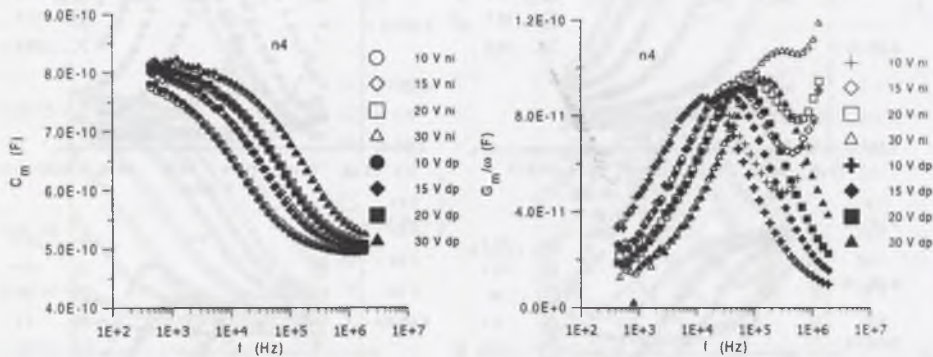 9.0E-10
8.0E-10
7.0E-10
6.0E-10
5.0E-10
4.0E-10
C m (F)
n4
10 V ni
15 V ni
20 V ni
30 V ni
10 V dp
15 V dp
20 V dp
30 V dp
1E+2 1E+3 1E+4 1E+5 1E+6 1E+7
f (Hz)
1.2E-10
8.0E-11
4.0E-11
0.0E+0
G m /ω (F)
n4
10 V ni
15 V ni
20 V ni
30 V ni
10 V dp
15 V dp
20 V dp
30 V dp
1E+2 1E+3 1E+4 1E+5 1E+6 1E+7
f (Hz)